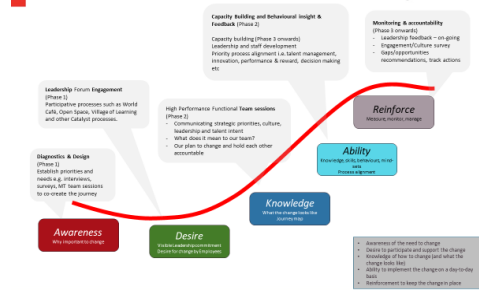 Capacity Building and Behavioural Insight &
Feedback (Phase 2)
Capacity building (Phase 3 onwards)
Leadership and staff development
Priority process alignment i.e. talent management,
innovation, performance & reward, decision making
etc
Monitoring & accountability
(Phase 3 onwards)
- Leadership feedback – on-going
- Engagement/Culture survey
- Gaps/opportunities
recommendations, track actions
Leadership Forum Engagement
(Phase 1)
Participative processes such as World
Café, Open Space, Village of Learning
and other Catalyst processes.
High Performance Functional Team sessions
(Phase 2)
- Communicating strategic priorities, culture,
leadership and talent intent
- What does it mean to our team?
- Our plan to change and hold each other
accountable
Diagnostics & Design
(Phase 1)
Establish priorities and
needs e.g. interviews,
surveys, MT team sessions
to co-create the journey
Reinforce
Measure, monitor, manage
Ability
Knowledge, skills, behaviours, mind-
sets
Process alignment
Knowledge
What the change looks like
Journey map
Desire
Visible Leadership commitment
Desire for change by Employees
Awareness
Why important to change
- Awareness of the need to change
- Desire to participate and support the change
- Knowledge of how to change (and what the
change looks like)
- Ability to implement the change on a day-to-day
basis
- Reinforcement to keep the change in place